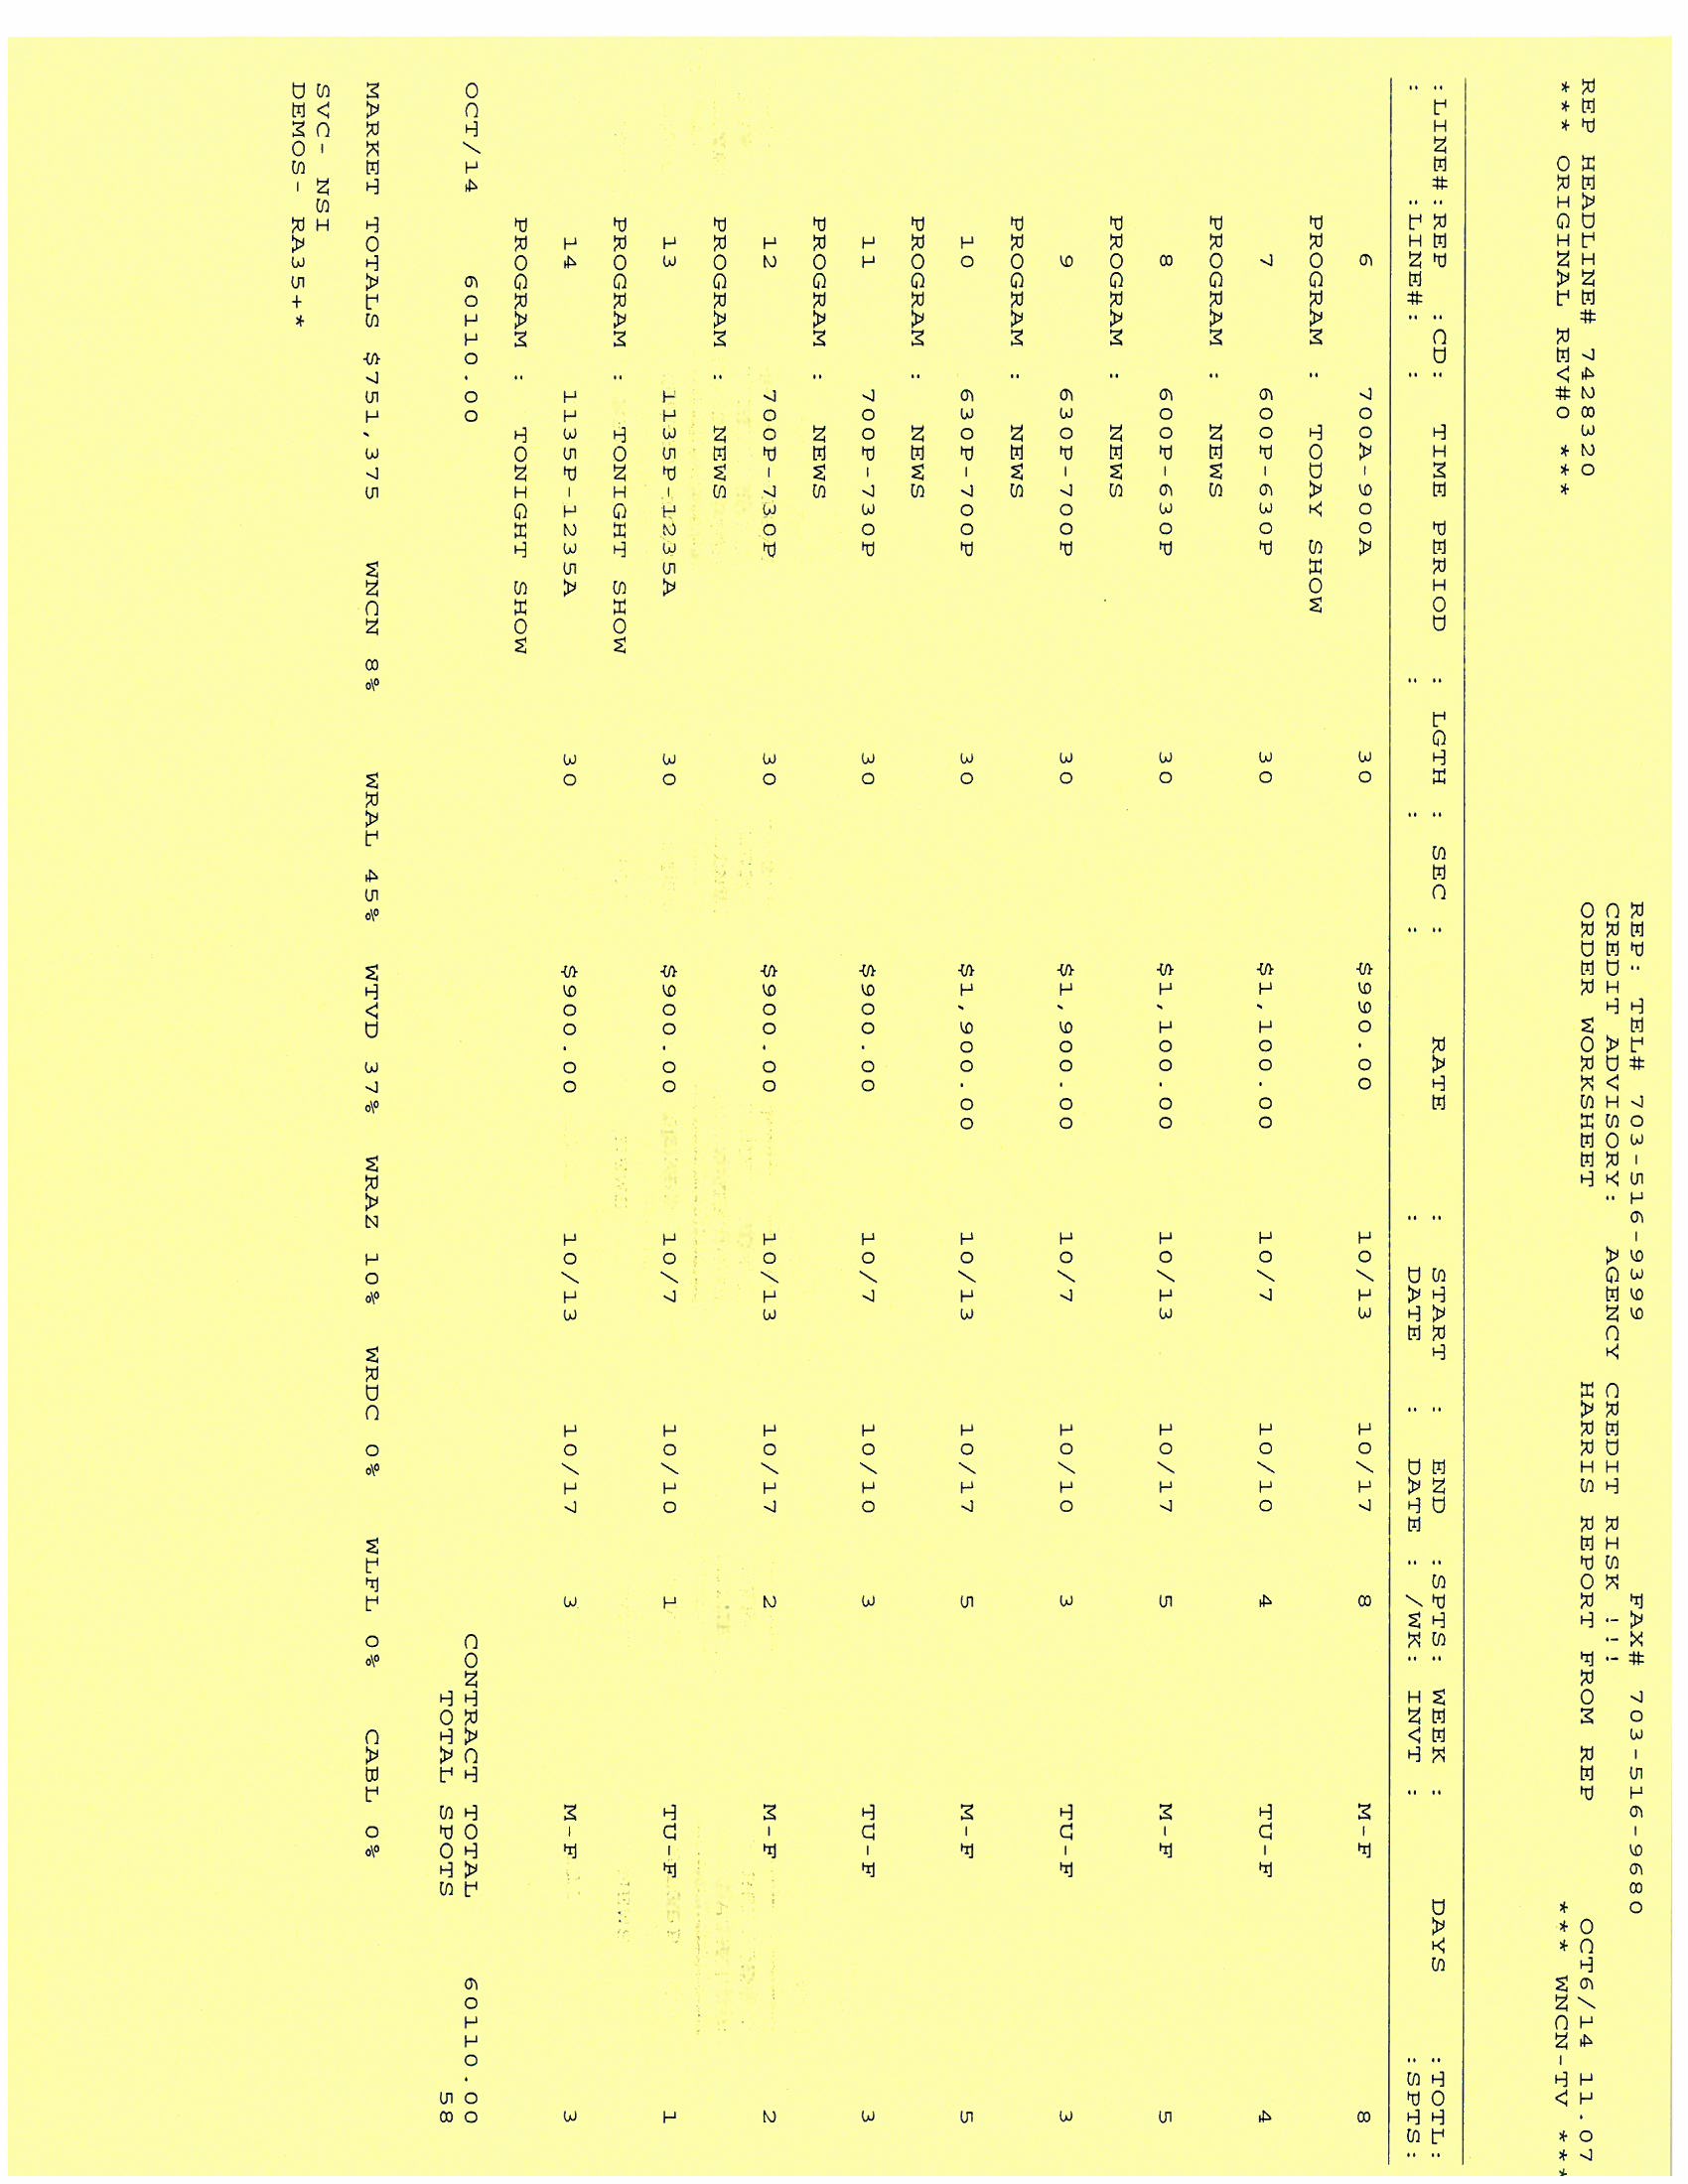 REP: TEL# 703-516-9399 FAX# 703-516-9680
CREDIT ADVISORY: AGENCY CREDIT RISK !!!
REP HEADLINE# 7428320 ORDER WORKSHEET HARRIS REPORT FROM REP OCT6/14 11.07
*** ORIGINAL REV#0 *** *** WNCN-TV ***
:LINE#:REP :CD: TIME PERIOD : LGTH : SEC : RATE : START : END :SPTS: WEEK : DAYS :TOTL:
: :LINE#: : : : : : DATE : DATE : /WK: INVT : :SPTS:
6 700A-900A 30 $990.00 10/13 10/17 8 M-F 8
PROGRAM : TODAY SHOW
7 600P-630P 30 $1,100.00 10/7 10/10 4 TU-F 4
PROGRAM : NEWS
8 600P-630P 30 $1,100.00 10/13 10/17 5 M-F 5
PROGRAM : NEWS
9 630P-700P 30 $1,900.00 10/7 10/10 3 TU-F 3
PROGRAM : NEWS
10 630P-700P 30 $1,900.00 10/13 10/17 5 M-F 5
PROGRAM : NEWS
11 700P-730P 30 $900.00 10/7 10/10 3 TU-F 3
PROGRAM : NEWS
12 700P-730P 30 $900.00 10/13 10/17 2 M-F 2
PROGRAM : NEWS
13 1135P-1235A 30 $900.00 10/7 10/10 1 TU-F 1
PROGRAM : TONIGHT SHOW
14 1135P-1235A 30 $900.00 10/13 10/17 3 M-F 3
PROGRAM : TONIGHT SHOW
OCT/14 60110.00 CONTRACT TOTAL 60110.00
TOTAL SPOTS 58
MARKET TOTALS $751,375 WNCN 8% WRAL 45% WTVD 37% WRAZ 10% WRDC 0% WLFL 0% CABL 0%
SVC- NSI
DEMOS- RA35+*